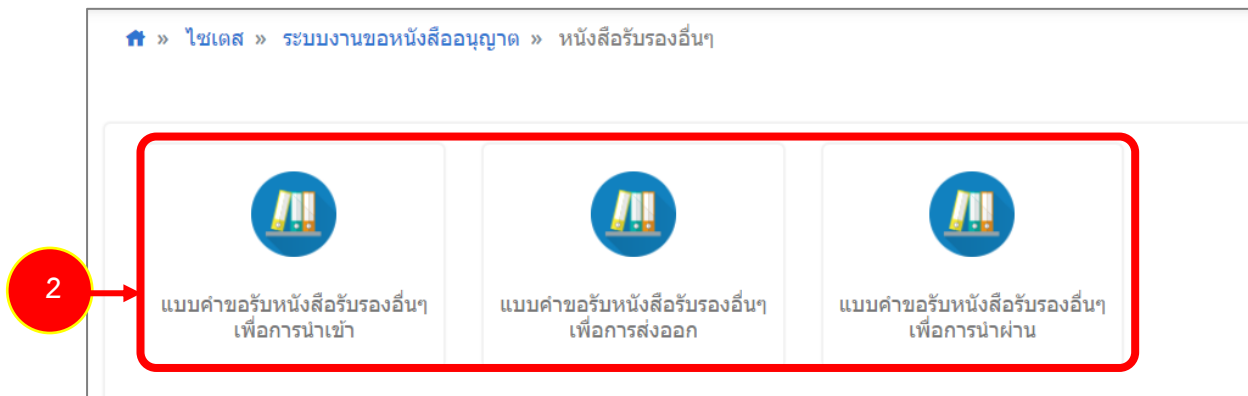 » ไซเตส » ระบบงานขอหนังสืออนุญาต » หนังสือรับรองอื่นๆ
2
แบบคำขอรับหนังสือรับรองอื่นๆ
เพื่อการนำเข้า
แบบคำขอรับหนังสือรับรองอื่นๆ
เพื่อการส่งออก
แบบคำขอรับหนังสือรับรองอื่นๆ
เพื่อการนำผ่าน